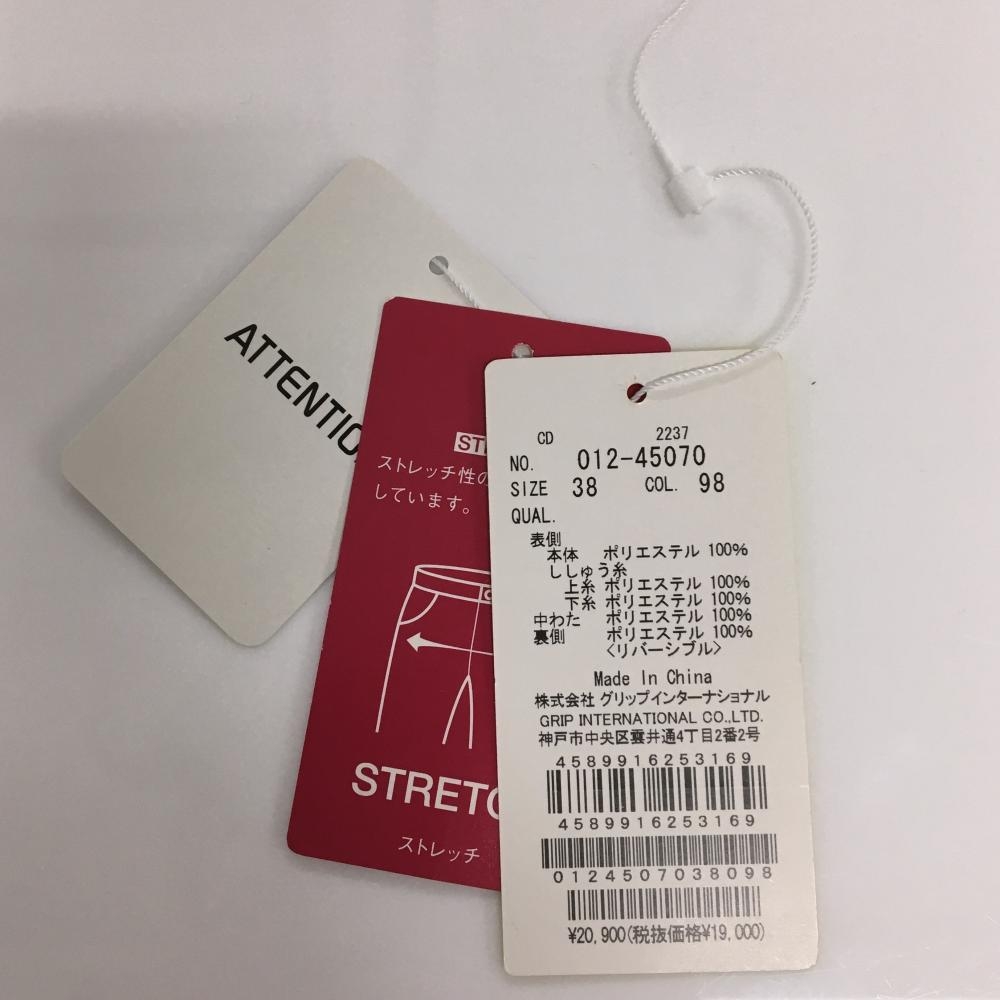 ATTENTIO
ST
ストレッチ性の
しています。
STRETC
ストレッチ
CD 2237
NO. 012-45070
SIZE 38 COL. 98
QUAL.
表側
本体 ポリエステル 100%
ししゅう糸
上糸 ポリエステル 100%
下糸 ポリエステル 100%
中わた ポリエステル 100%
裏側 ポリエステル 100%
<リバーシブル>
Made In China
株式会社 グリップインターナショナル
GRIP INTERNATIONAL CO.,LTD.
神戸市中央区雲井通4丁目2番2号
4589916253169
4589916253169
0124507038098
¥20,900(税抜価格¥19,000)